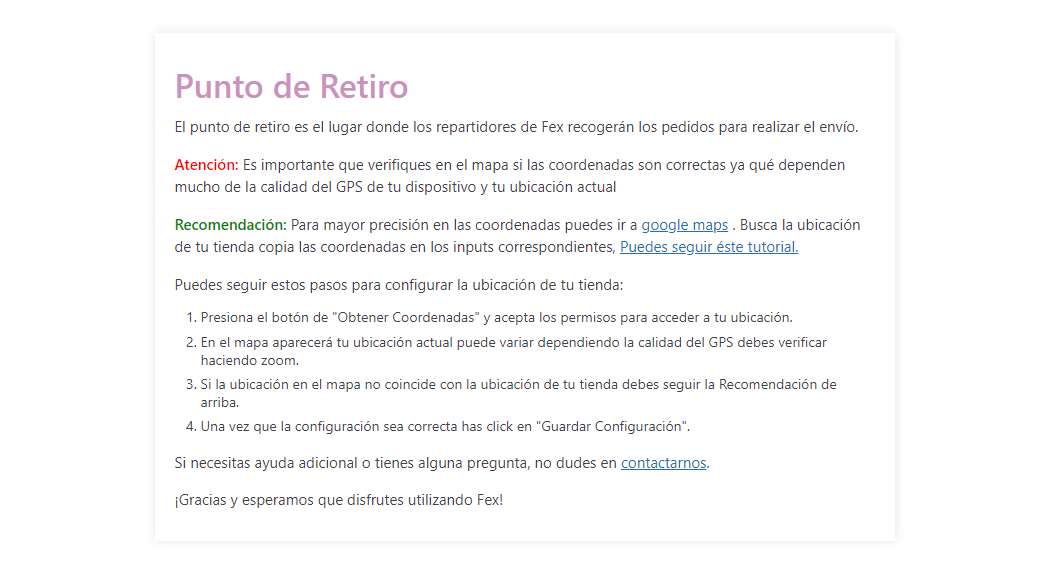 Punto de Retiro
El punto de retiro es el lugar donde los repartidores de Fex recogerán los pedidos para realizar el envío.
Atención: Es importante que verifiques en el mapa si las coordenadas son correctas ya qué dependen
mucho de la calidad del GPS de tu dispositivo y tu ubicación actual
Recomendación: Para mayor precisión en las coordenadas puedes ir a google maps . Busca la ubicación
de tu tienda copia las coordenadas en los inputs correspondientes, Puedes seguir éste tutorial.
Puedes seguir estos pasos para configurar la ubicación de tu tienda:
1. Presiona el botón de "Obtener Coordenadas" y acepta los permisos para acceder a tu ubicación.
2. En el mapa aparecerá tu ubicación actual puede variar dependiendo la calidad del GPS debes verificar
haciendo zoom.
3. Si la ubicación en el mapa no coincide con la ubicación de tu tienda debes seguir la Recomendación de
arriba.
4. Una vez que la configuración sea correcta has click en "Guardar Configuración".
Si necesitas ayuda adicional o tienes alguna pregunta, no dudes en contactarnos.
¡Gracias y esperamos que disfrutes utilizando Fex!